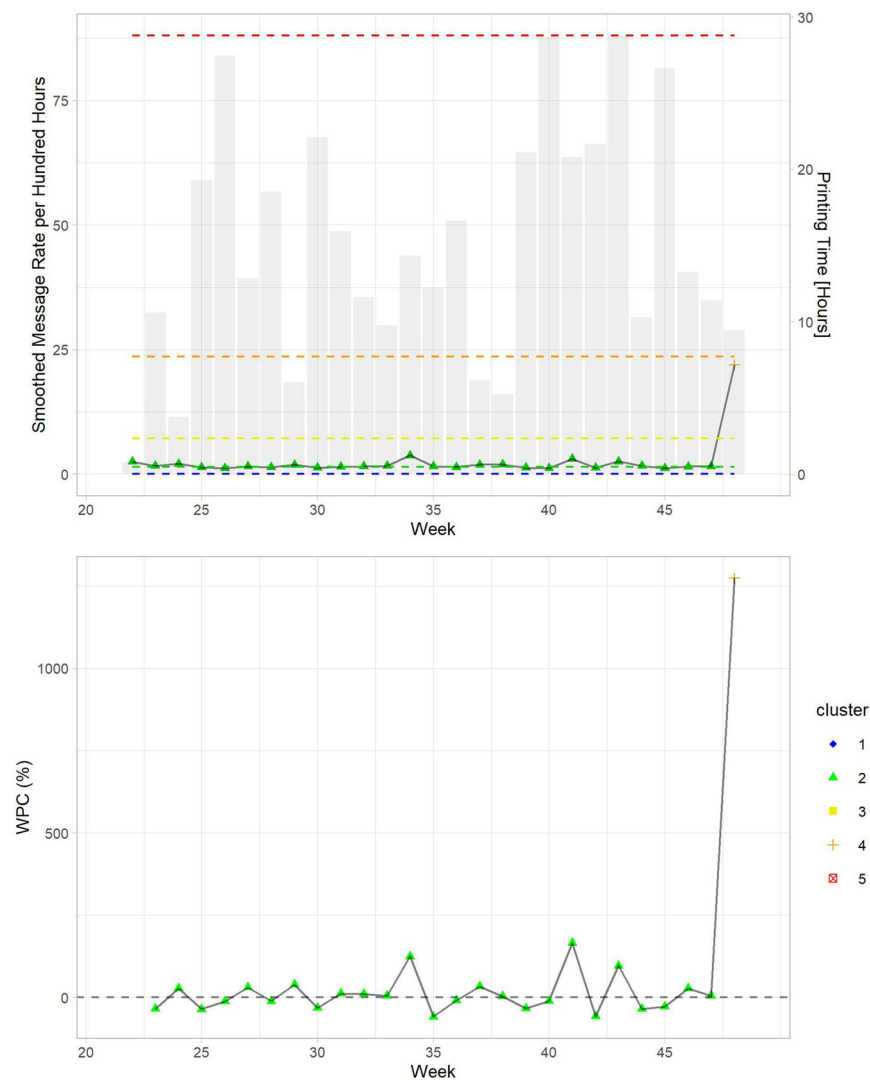 Smoothed Message Rate per Hundred Hours
75
50
25
0
30
20
10
0
Printing Time [Hours]
20 25 30 35 40 45
Week
WPC (%)
1000
500
0
20 25 30 35 40 45
Week
cluster
1
2
3
4
5